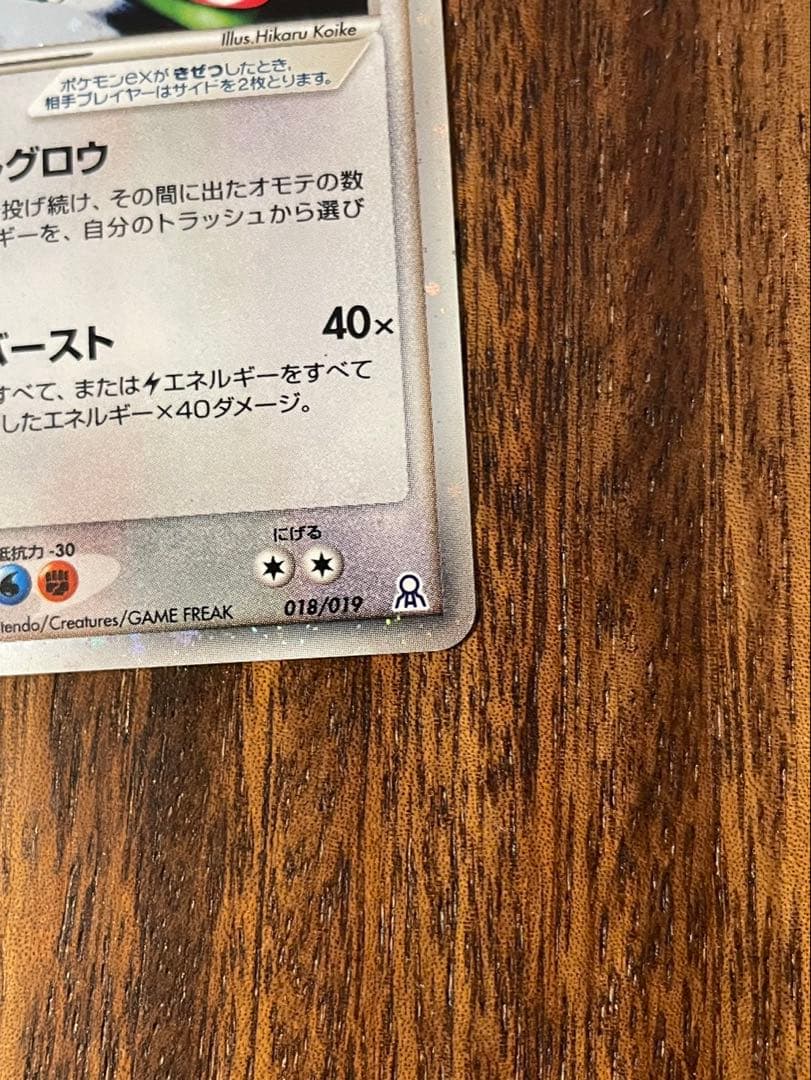 Illus.Hikaru Koike
ポケモンexが きぜつしたとき、
相手プレイヤーはサイドを2枚とります。
グロウ
投げ続け、その間に出たオモテの数
ギーを、自分のトラッシュから選び
バースト 40×
すべて、またはエネルギーをすべて
したエネルギー×40ダメージ。
抵抗力 -30
にげる
018/019
tendo/Creatures/GAME FREAK